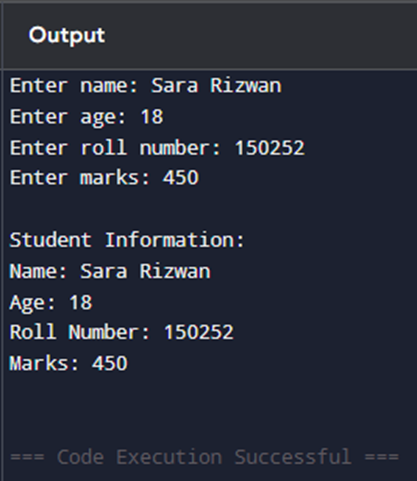 Output
Enter name: Sara Rizwan
Enter age: 18
Enter roll number: 150252
Enter marks: 450
Student Information:
Name: Sara Rizwan
Age: 18
Roll Number: 150252
Marks: 450
=== Code Execution Successful ===